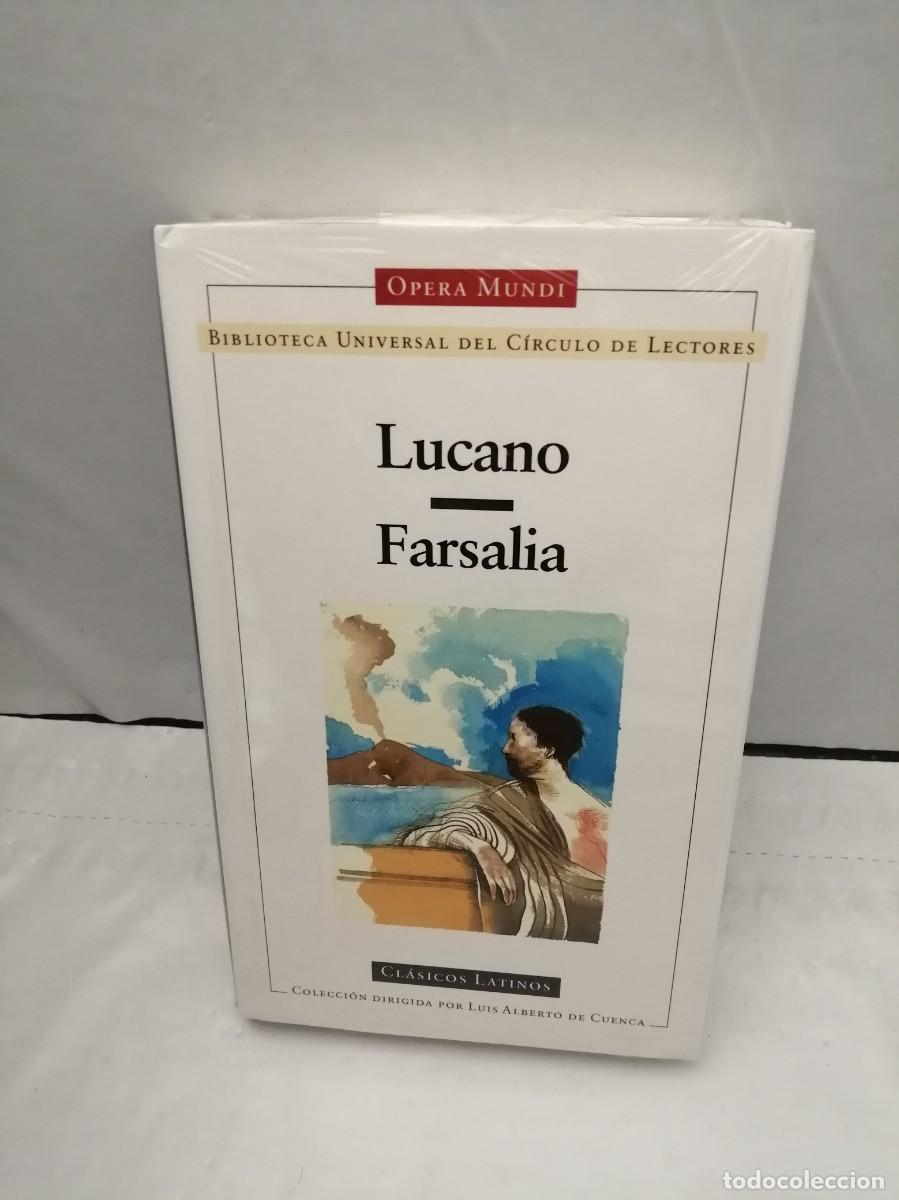 OPERA MUNDI
BIBLIOTECA UNIVERSAL DEL CÍRCULO DE LECTORES
Lucano
Farsalia
CLÁSICOS LATINOS
COLECCIÓN DIRIGIDA POR LUIS ALBERTO DE CUENCA
todocoleccion